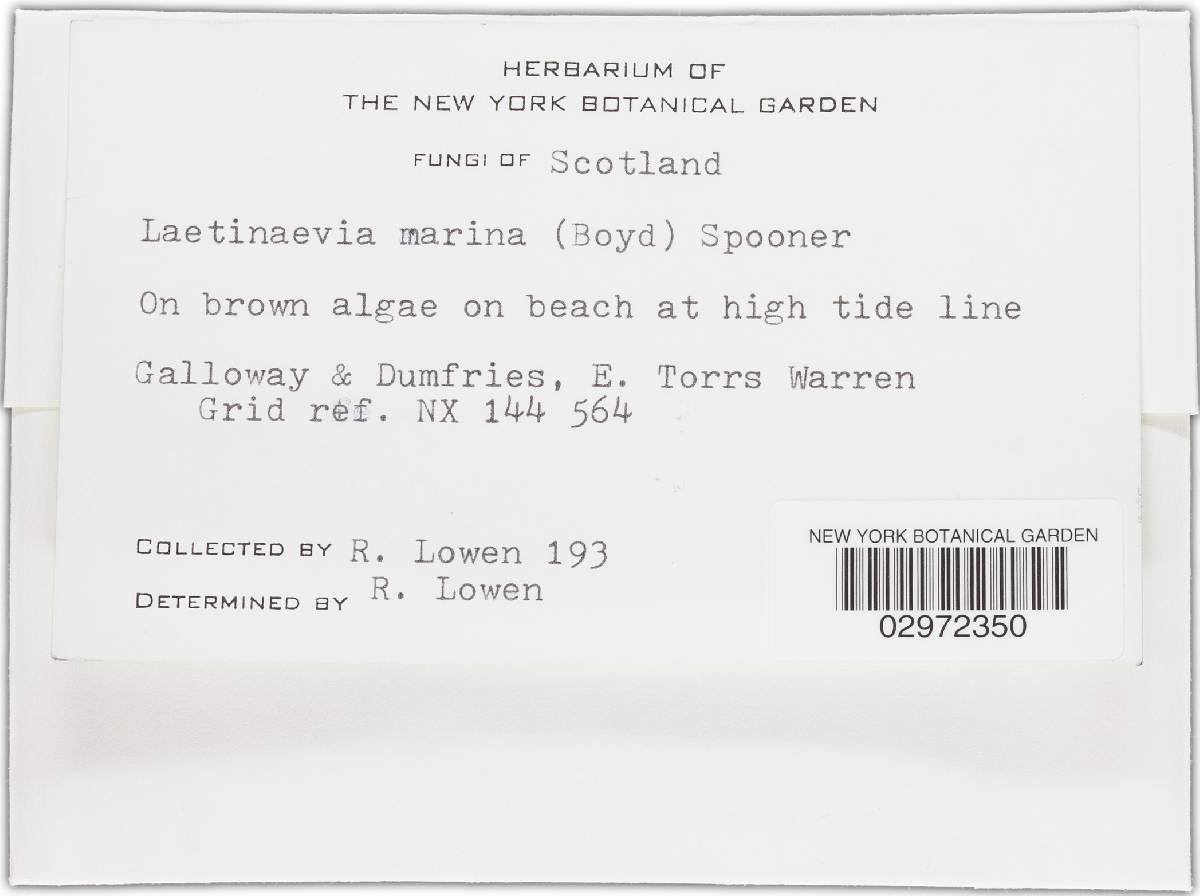 HERBARIUM OF
THE NEW YORK BOTANICAL GARDEN
FUNGI OF Scotland
Laetinaevia marina (Boyd) Spooner
On brown algae on beach at high tide line
Galloway & Dumfries, E. Torrs Warren
Grid ref. NX 144 564
COLLECTED BY R. Lowen 193
DETERMINED BY R. Lowen
NEW YORK BOTANICAL GARDEN
02972350